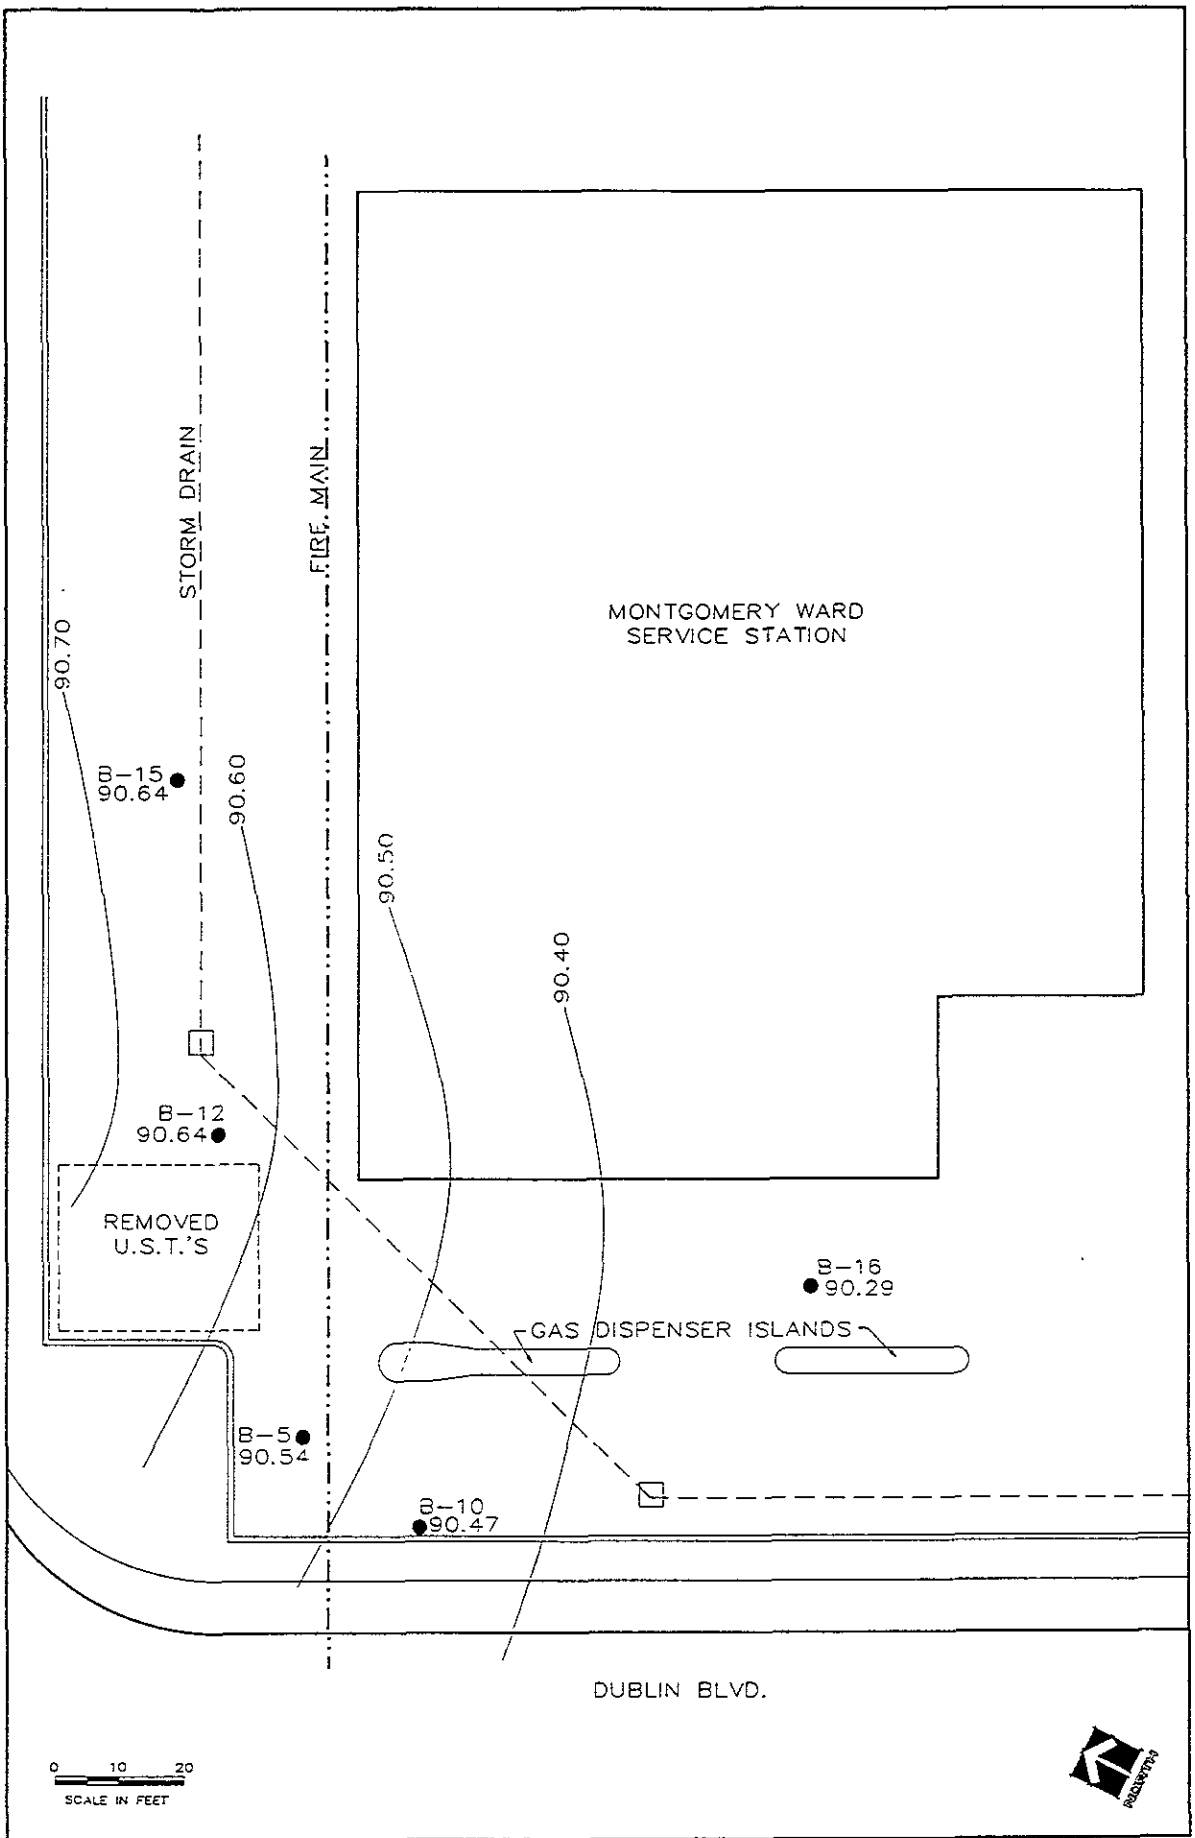 STORM DRAIN
FIRE MAIN
MONTGOMERY WARD
SERVICE STATION
90.70
B-15
90.64
90.60
90.50
90.40
B-12
90.64
REMOVED
U.S.T.'S
B-16
90.29
GAS DISPENSER ISLANDS
B-5
90.54
B-10
90.47
DUBLIN BLVD.
0 10 20
SCALE IN FEET